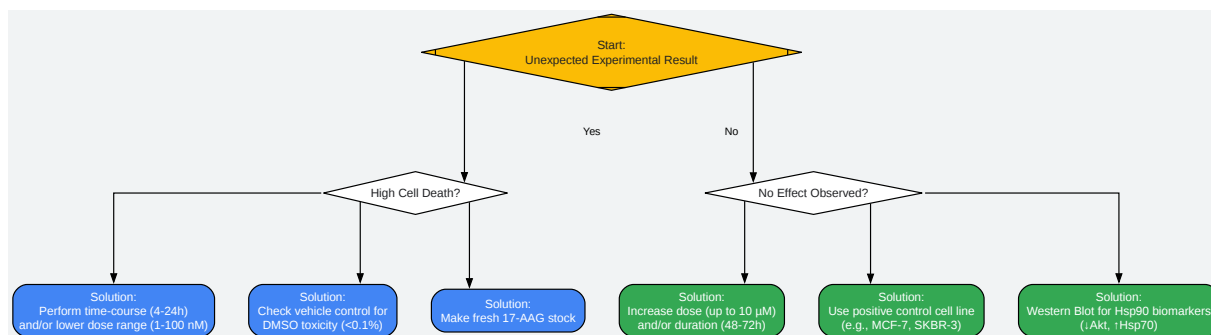 Start:
Unexpected Experimental Result
Yes
No
High Cell Death?
No Effect Observed?
Solution:
Perform time-course (4-24h)
and/or lower dose range (1-100 nM)
Solution:
Check vehicle control for
DMSO toxicity (<0.1%)
Solution:
Make fresh 17-AAG stock
Solution:
Increase dose (up to 10 µM)
and/or duration (48-72h)
Solution:
Use positive control cell line
(e.g., MCF-7, SKBR-3)
Solution:
Western Blot for Hsp90 biomarkers
(↓Akt, ↑Hsp70)